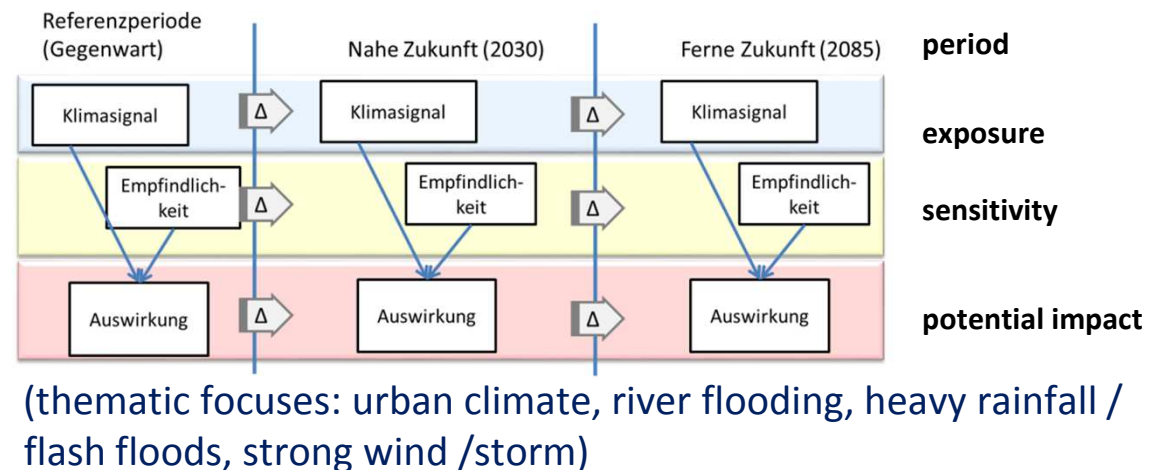 Referenzperiode
(Gegenwart)
Nahe Zukunft (2030)
Ferne Zukunft (2085)
period
Klimasignal
Δ
Klimasignal
Δ
Klimasignal
exposure
Empfindlich-
keit
Δ
Empfindlich-
keit
Δ
Empfindlich-
keit
sensitivity
Auswirkung
Δ
Auswirkung
Δ
Auswirkung
potential impact
(thematic focuses: urban climate, river flooding, heavy rainfall /
flash floods, strong wind /storm)